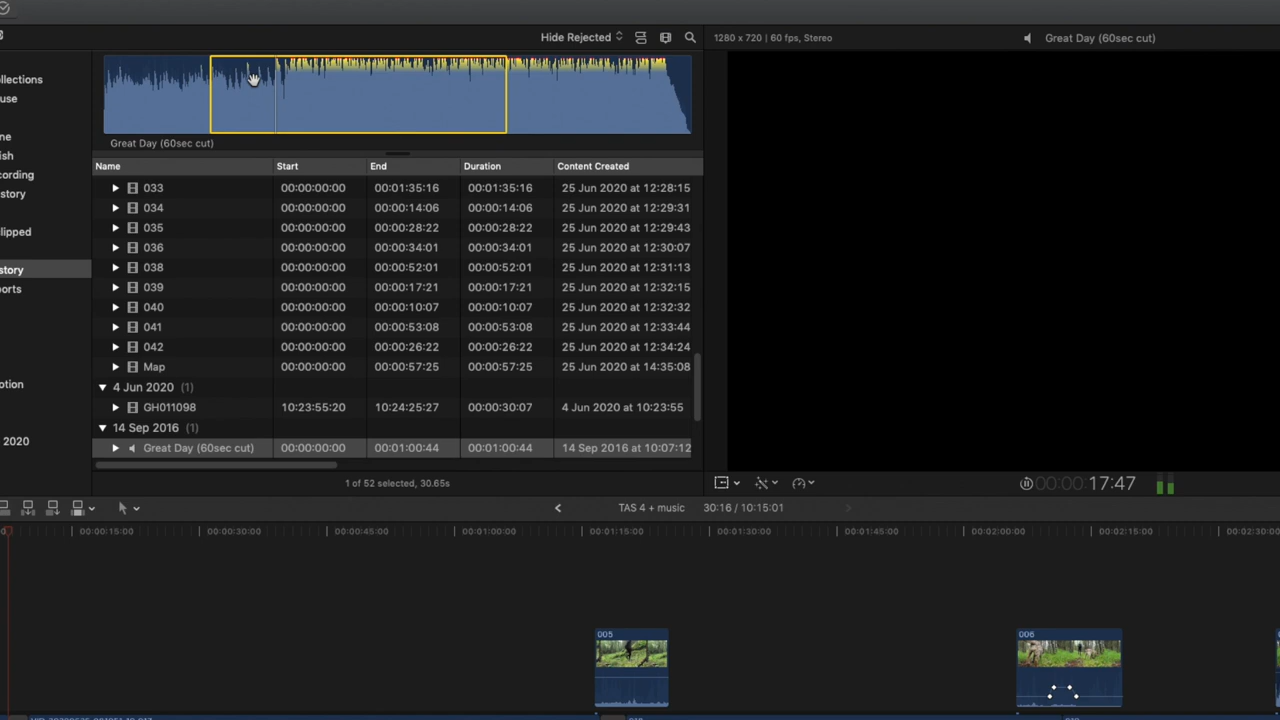 Hide Rejected
1280 x 720 | 60 fps, Stereo
Great Day (60sec cut)
llections
use
ne
ish
cording
story
lipped
story
ports
otion
2020
Great Day (60sec cut)
Name Start End Duration Content Created
033 00:00:00:00 00:01:35:16 00:01:35:16 25 Jun 2020 at 12:28:15
034 00:00:00:00 00:00:14:06 00:00:14:06 25 Jun 2020 at 12:29:31
035 00:00:00:00 00:00:28:22 00:00:28:22 25 Jun 2020 at 12:29:43
036 00:00:00:00 00:00:34:01 00:00:34:01 25 Jun 2020 at 12:30:07
038 00:00:00:00 00:00:52:01 00:00:52:01 25 Jun 2020 at 12:31:13
039 00:00:00:00 00:00:17:21 00:00:17:21 25 Jun 2020 at 12:32:15
040 00:00:00:00 00:00:10:07 00:00:10:07 25 Jun 2020 at 12:32:32
041 00:00:00:00 00:00:53:08 00:00:53:08 25 Jun 2020 at 12:33:44
042 00:00:00:00 00:00:26:22 00:00:26:22 25 Jun 2020 at 12:34:24
Map 00:00:00:00 00:00:57:25 00:00:57:25 25 Jun 2020 at 14:35:08
4 Jun 2020 (1)
GH011098 10:23:55:20 10:24:25:27 00:00:30:07 4 Jun 2020 at 10:23:55
14 Sep 2016 (1)
Great Day (60sec cut) 00:00:00:00 00:01:00:44 00:01:00:44 14 Sep 2016 at 10:07:12
1 of 52 selected, 30.65s
00:00:17:47
TAS 4 + music 30:16 / 10:15:01
00:00:15:00 00:00:30:00 00:00:45:00 00:01:00:00 00:01:15:00 00:01:30:00 00:01:45:00 00:02:00:00 00:02:15:00 00:02:30:00
005
006